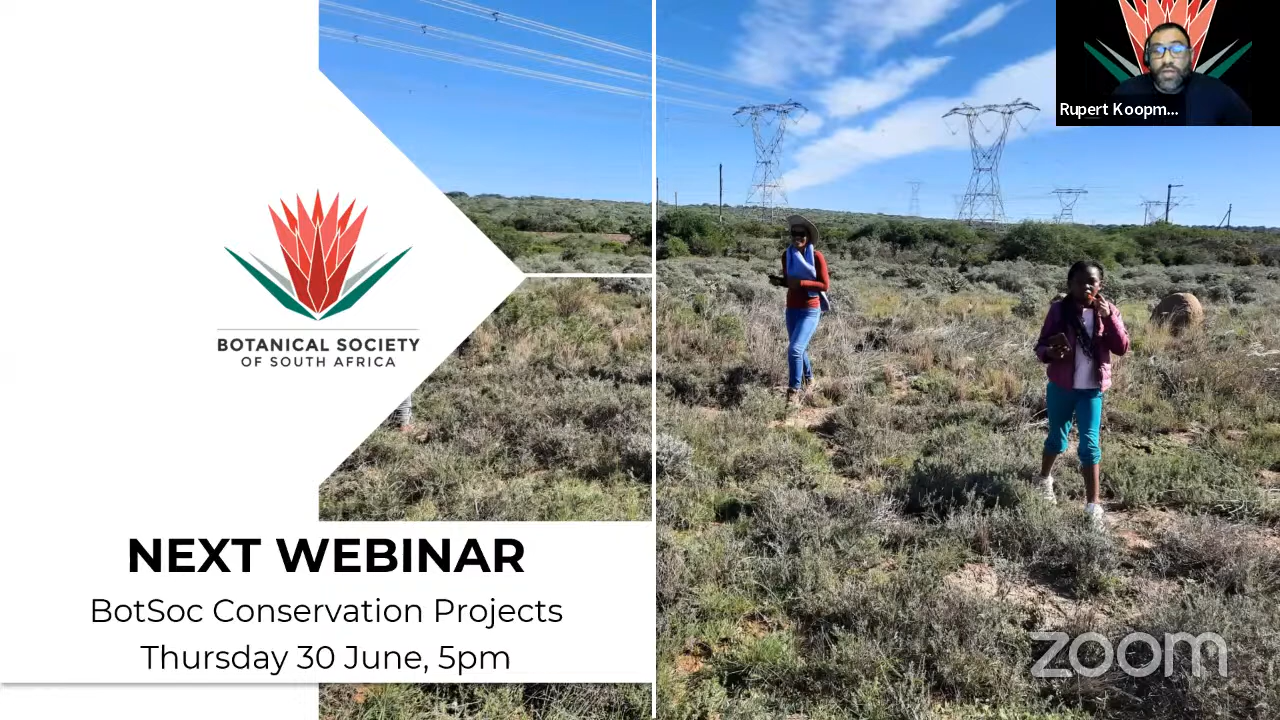 Rupert Koopm...
BOTANICAL SOCIETY
OF SOUTH AFRICA
NEXT WEBINAR
BotSoc Conservation Projects
Thursday 30 June, 5pm
zoom